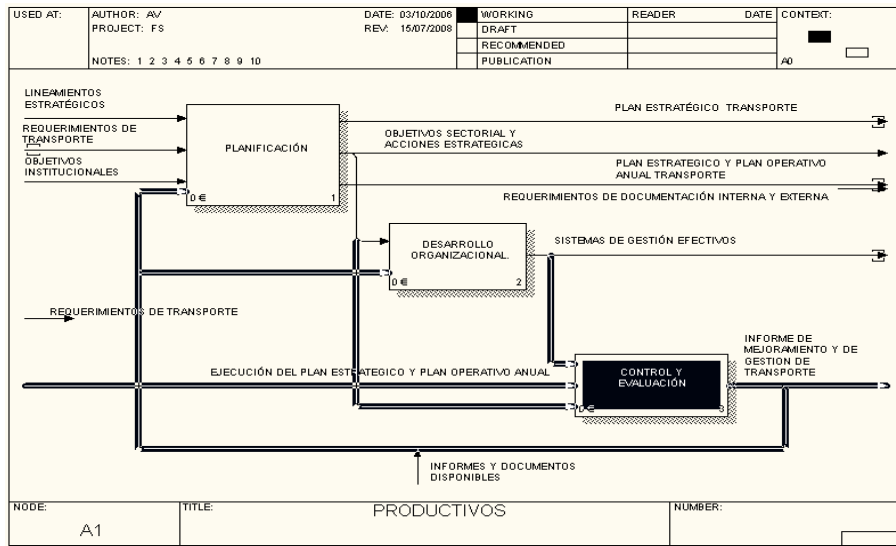 USED AT:
AUTHOR: AV
DATE: 03/10/2006
WORKING
READER
DATE
CONTEXT:
PROJECT: FS
REV: 15/07/2008
DRAFT
RECOMMENDED
NOTES: 1 2 3 4 5 6 7 8 9 10
PUBLICATION
A0
LINEAMIENTOS
ESTRATÉGICOS
REQUERIMIENTOS DE
TRANSPORTE
OBJETIVOS
INSTITUCIONALES
PLANIFICACIÓN
0 €
1
PLAN ESTRATÉGICO TRANSPORTE
OBJETIVOS SECTORIAL Y
ACCIONES ESTRATEGICAS
PLAN ESTRATEGICO Y PLAN OPERATIVO
ANUAL TRANSPORTE
REQUERIMIENTOS DE DOCUMENTACIÓN INTERNA Y EXTERNA
DESARROLLO
ORGANIZACIONAL.
0 €
2
SISTEMAS DE GESTIÓN EFECTIVOS
REQUERIMIENTOS DE TRANSPORTE
EJECUCIÓN DEL PLAN ESTRATEGICO Y PLAN OPERATIVO ANUAL
CONTROL Y
EVALUACIÓN
0 €
3
INFORME DE
MEJORAMIENTO Y DE
GESTION DE
TRANSPORTE
INFORMES Y DOCUMENTOS
DISPONIBLES
NODE:
A1
TITLE:
PRODUCTIVOS
NUMBER: